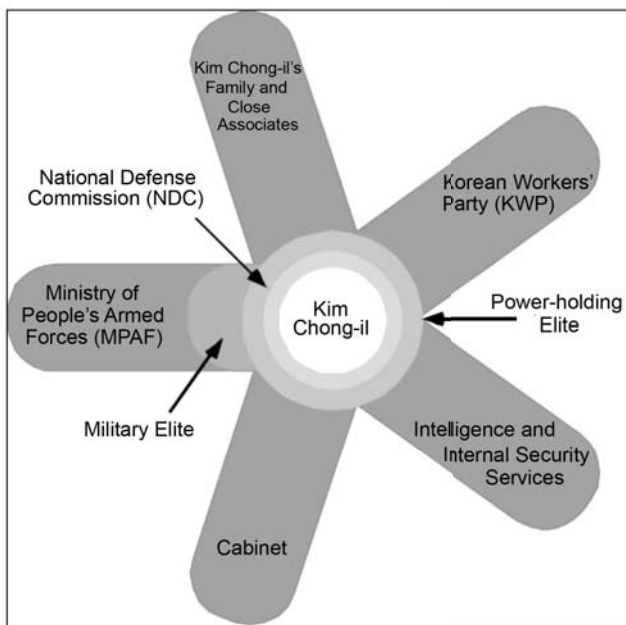 Kim Chong-il's
Family and
Close
Associates
National Defense
Commission (NDC)
Korean Workers'
Party (KWP)
Ministry of
People's Armed
Forces (MPAF)
Kim
Chong-il
Power-holding
Elite
Military Elite
Intelligence and
Internal Security
Services
Cabinet